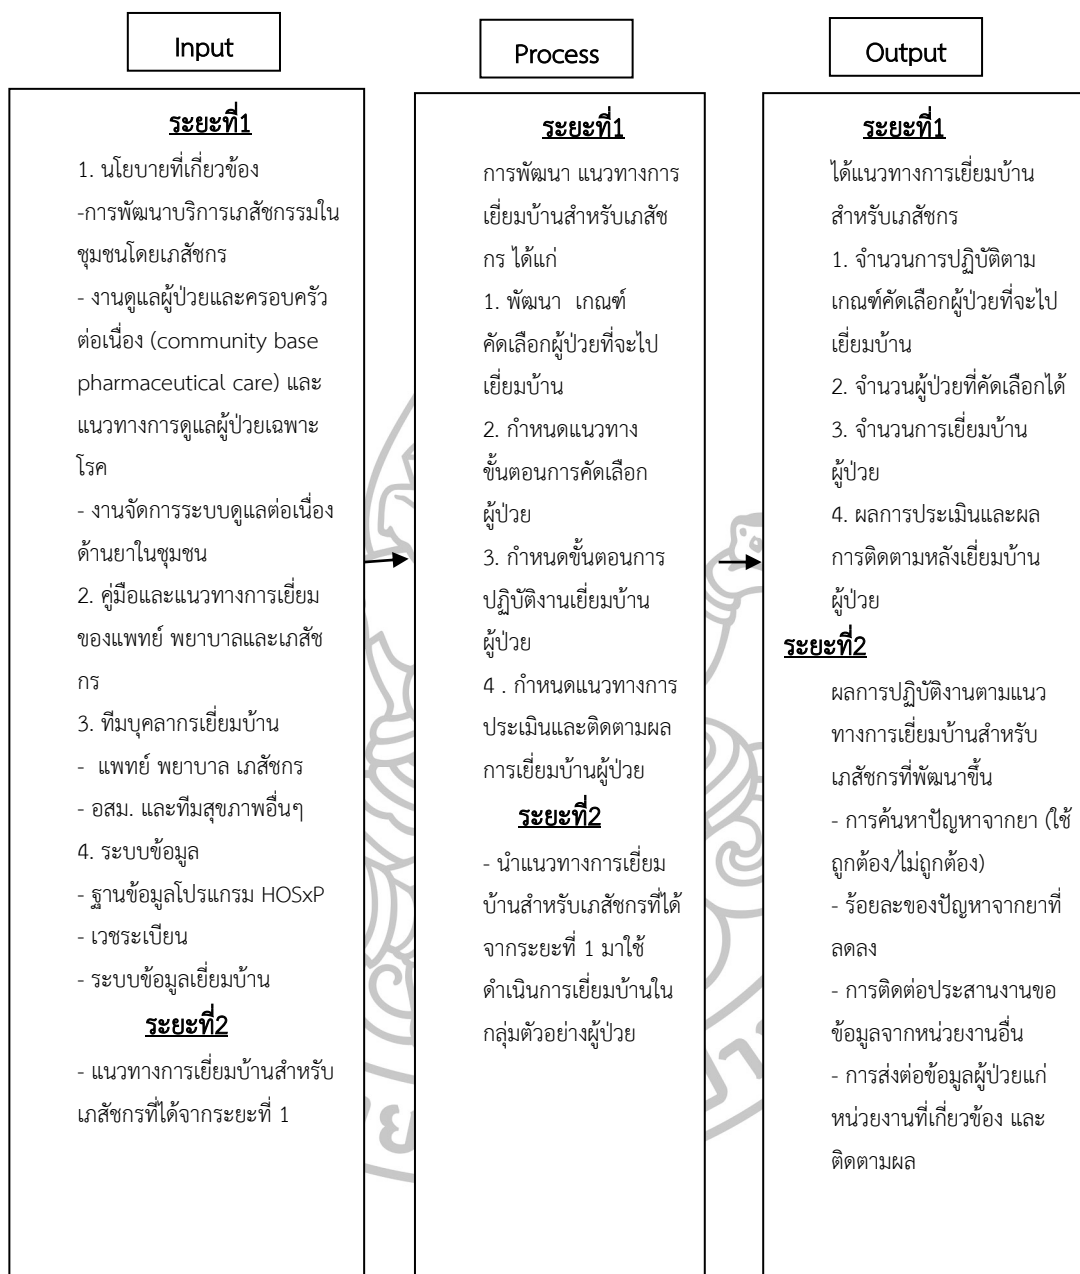 Input
ระยะที่1
1. นโยบายที่เกี่ยวข้อง
-การพัฒนาบริการเภสัชกรรมใน
ชุมชนโดยเภสัชกร
- งานดูแลผู้ป่วยและครอบครัว
ต่อเนื่อง (community base
pharmaceutical care) และ
แนวทางการดูแลผู้ป่วยเฉพาะ
โรค
- งานจัดการระบบดูแลต่อเนื่อง
ด้านยาในชุมชน
2. คู่มือและแนวทางการเยี่ยม
ของแพทย์ พยาบาลและเภสัช
กร
3. ทีมบุคลากรเยี่ยมบ้าน
-  แพทย์ พยาบาล เภสัชกร
- อสม. และทีมสุขภาพอื่นๆ
4. ระบบข้อมูล
- ฐานข้อมูลโปรแกรม HOSxP
- เวชระเบียน
- ระบบข้อมูลเยี่ยมบ้าน
ระยะที่2
- แนวทางการเยี่ยมบ้านสำหรับ
เภสัชกรที่ได้จากระยะที่ 1
Process
ระยะที่1
การพัฒนา แนวทางการ
เยี่ยมบ้านสำหรับเภสัช
กร ได้แก่
1. พัฒนา  เกณฑ์
คัดเลือกผู้ป่วยที่จะไป
เยี่ยมบ้าน
2. กำหนดแนวทาง
ขั้นตอนการคัดเลือก
ผู้ป่วย
3. กำหนดขั้นตอนการ
ปฏิบัติงานเยี่ยมบ้าน
ผู้ป่วย
4 . กำหนดแนวทางการ
ประเมินและติดตามผล
การเยี่ยมบ้านผู้ป่วย
ระยะที่2
- นำแนวทางการเยี่ยม
บ้านสำหรับเภสัชกรที่ได้
จากระยะที่ 1 มาใช้
ดำเนินการเยี่ยมบ้านใน
กลุ่มตัวอย่างผู้ป่วย
Output
ระยะที่1
ได้แนวทางการเยี่ยมบ้าน
สำหรับเภสัชกร
1. จำนวนการปฏิบัติตาม
เกณฑ์คัดเลือกผู้ป่วยที่จะไป
เยี่ยมบ้าน
2. จำนวนผู้ป่วยที่คัดเลือกได้
3. จำนวนการเยี่ยมบ้าน
ผู้ป่วย
4. ผลการประเมินและผล
การติดตามหลังเยี่ยมบ้าน
ผู้ป่วย
ระยะที่2
ผลการปฏิบัติงานตามแนว
ทางการเยี่ยมบ้านสำหรับ
เภสัชกรที่พัฒนาขึ้น
- การค้นหาปัญหาจากยา (ใช้
ถูกต้อง/ไม่ถูกต้อง)
- ร้อยละของปัญหาจากยาที่
ลดลง
- การติดต่อประสานงานขอ
ข้อมูลจากหน่วยงานอื่น
- การส่งต่อข้อมูลผู้ป่วยแก่
หน่วยงานที่เกี่ยวข้อง และ
ติดตามผล